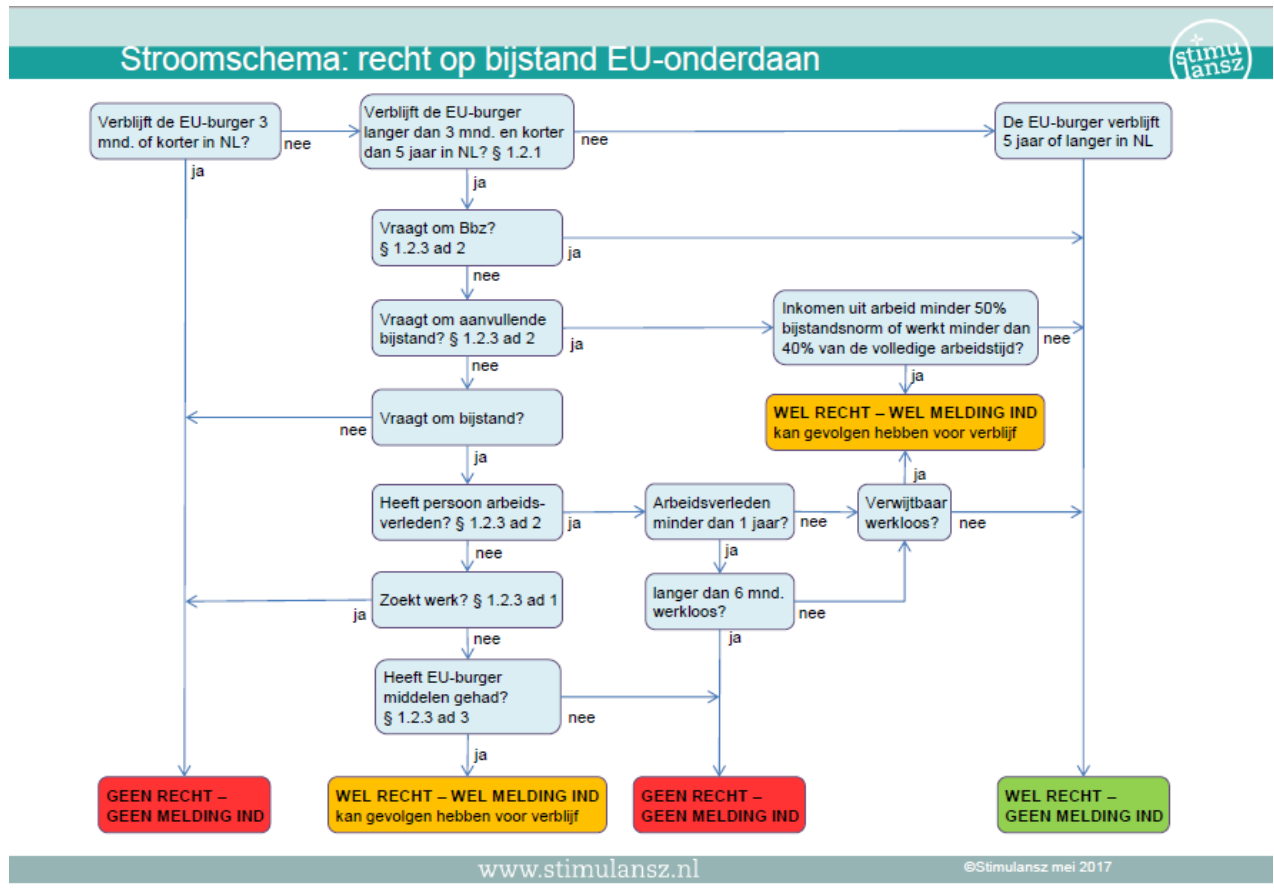 Stroomschema: recht op bijstand EU-onderdaan
stimu
lansz
Verblijft de EU-burger 3
mnd. of korter in NL?
nee
ja
Verblijft de EU-burger
langer dan 3 mnd. en korter
dan 5 jaar in NL? § 1.2.1
nee
ja
De EU-burger verblijft
5 jaar of langer in NL
Vraagt om Bbz?
§ 1.2.3 ad 2
ja
nee
Vraagt om aanvullende
bijstand? § 1.2.3 ad 2
ja
nee
Inkomen uit arbeid minder 50%
bijstandsnorm of werkt minder dan
40% van de volledige arbeidstijd?
nee
ja
WEL RECHT – WEL MELDING IND
kan gevolgen hebben voor verblijf
Vraagt om bijstand?
nee
ja
Heeft persoon arbeids-
verleden? § 1.2.3 ad 2
ja
nee
Arbeidsverleden
minder dan 1 jaar?
nee
ja
Verwijtbaar
werkloos?
ja
nee
Zoekt werk? § 1.2.3 ad 1
ja
nee
langer dan 6 mnd.
werkloos?
nee
ja
Heeft EU-burger
middelen gehad?
§ 1.2.3 ad 3
nee
ja
GEEN RECHT –
GEEN MELDING IND
WEL RECHT – WEL MELDING IND
kan gevolgen hebben voor verblijf
GEEN RECHT –
GEEN MELDING IND
WEL RECHT –
GEEN MELDING IND
www.stimulansz.nl
©Stimulansz mei 2017